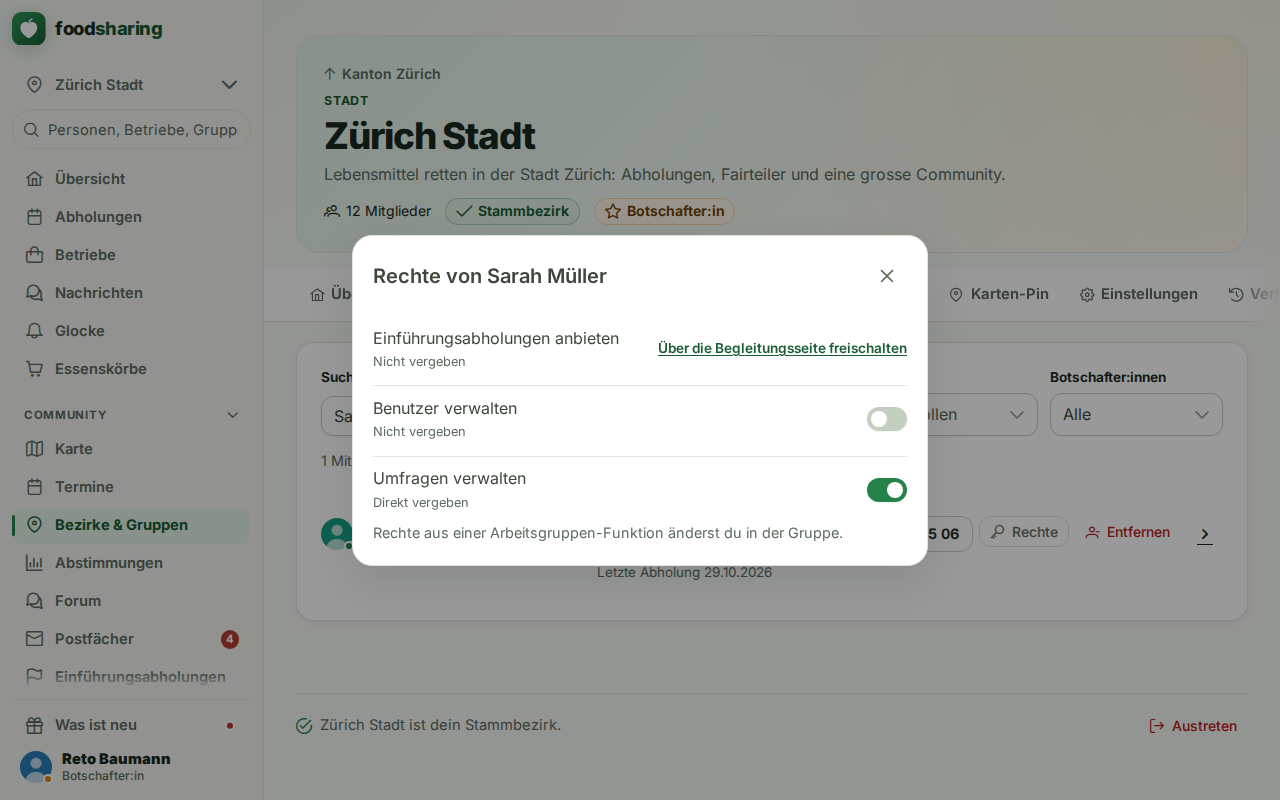 foodsharing
Zürich Stadt
Personen, Betriebe, Grupp
Übersicht
Abholungen
Betriebe
Nachrichten
Glocke
Essenskörbe
COMMUNITY
Karte
Termine
Bezirke & Gruppen
Abstimmungen
Forum
Postfächer
4
Einführungsabholungen
Was ist neu
Reto Baumann
Botschafter:in
Kanton Zürich
STADT
Zürich Stadt
Lebensmittel retten in der Stadt Zürich: Abholungen, Fairteiler und eine grosse Community.
12 Mitglieder
Stammbezirk
Botschafter:in
Karten-Pin
Einstellungen
Botschafter:innen
Alle
Rechte von Sarah Müller
Einführungsabholungen anbieten
Nicht vergeben
Über die Begleitungsseite freischalten
Benutzer verwalten
Nicht vergeben
Umfragen verwalten
Direkt vergeben
Rechte aus einer Arbeitsgruppen-Funktion änderst du in der Gruppe.
5 06
Rechte
Entfernen
Letzte Abholung 29.10.2026
Zürich Stadt ist dein Stammbezirk.
Austreten